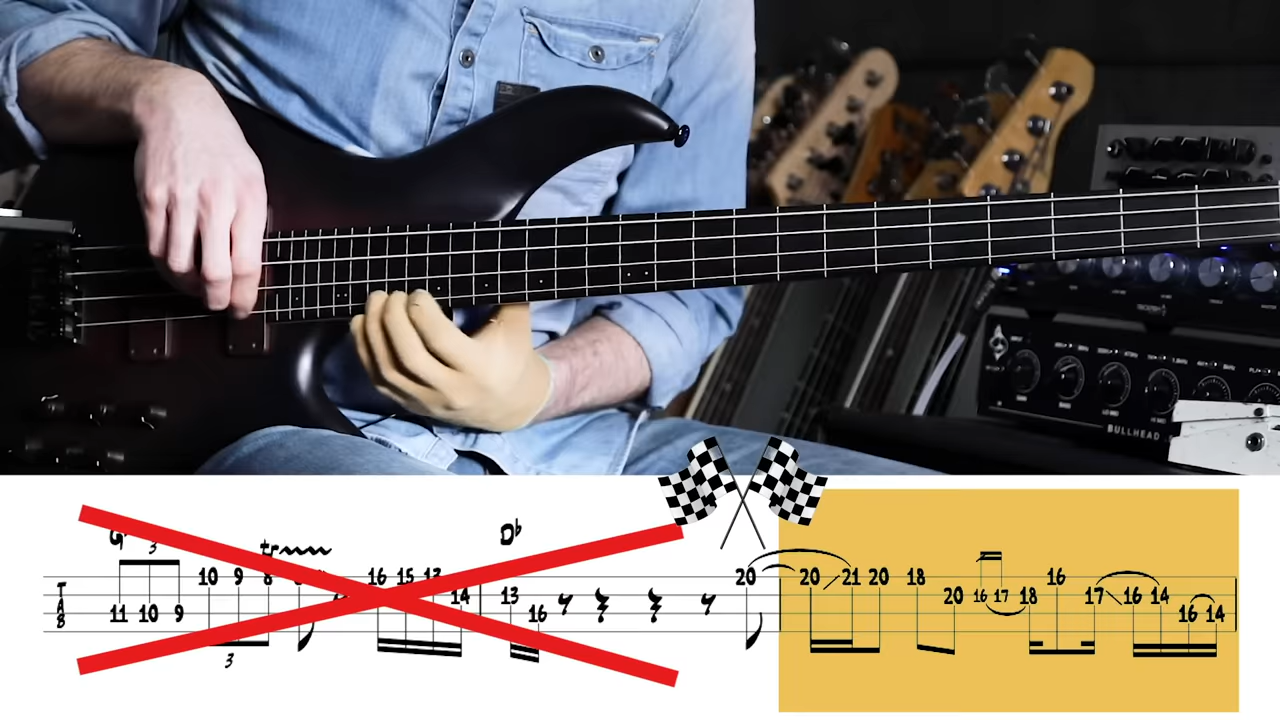 BULLHEAD
3 tr D♭
10 9 8 16 15 20 20 21 20 18 16
14 13 20 16 17 18 17 16 14
11 10 9 16 16 14
TAB
3